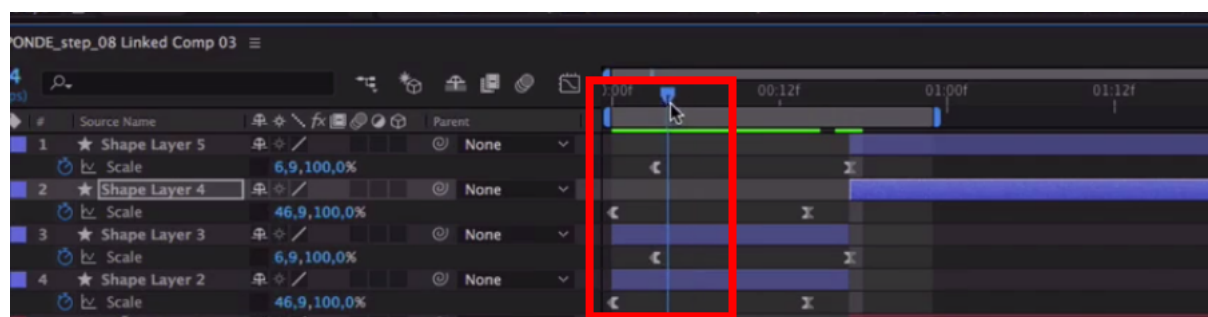 ONDE_step_08 Linked Comp 03
00f 00:12f 01:00f 01:12f
# Source Name fx Parent
1 Shape Layer 5 None
Scale 6,9,100,0%
2 Shape Layer 4 None
Scale 46,9,100,0%
3 Shape Layer 3 None
Scale 6,9,100,0%
4 Shape Layer 2 None
Scale 46,9,100,0%